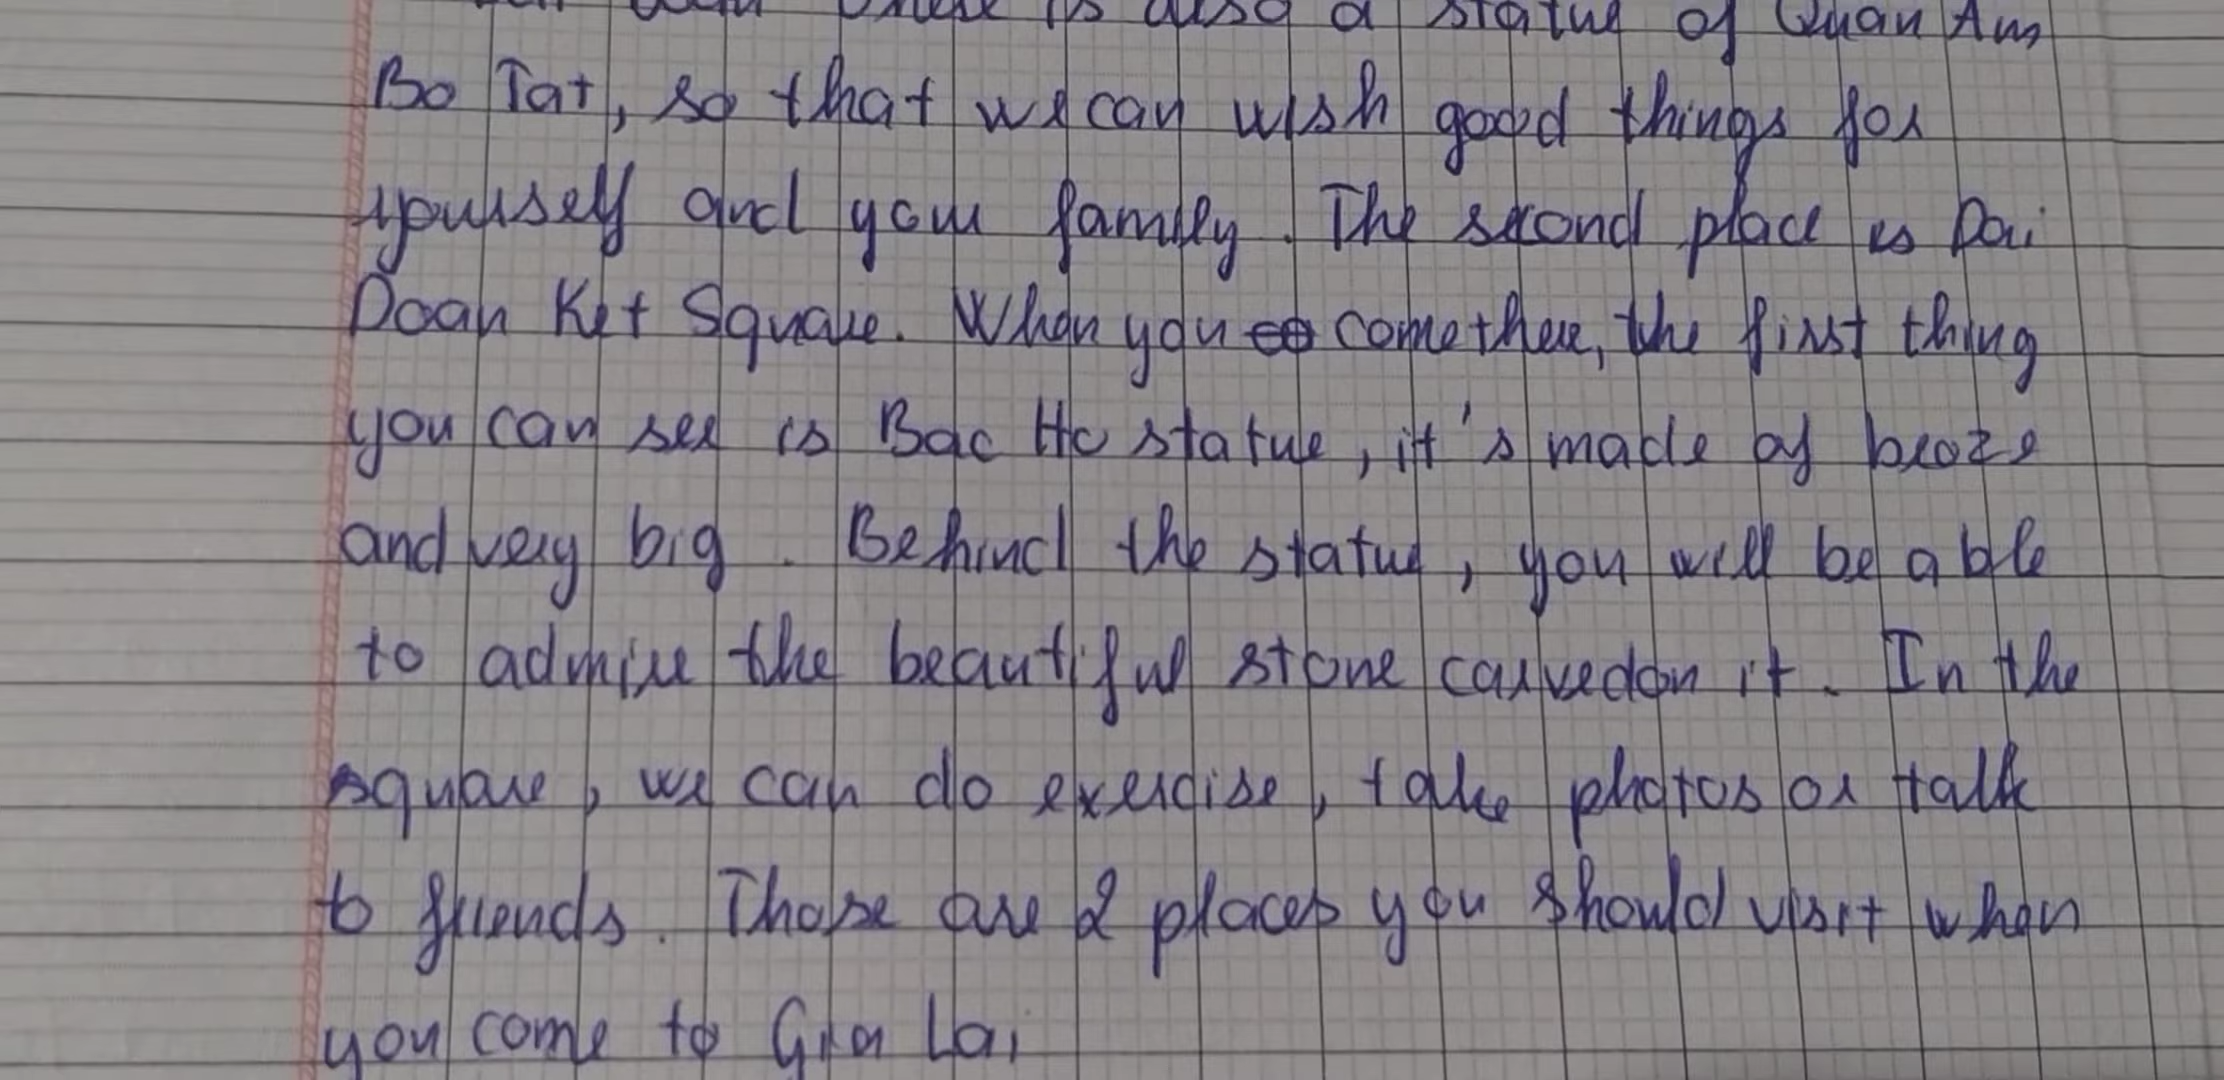 there is also a statue of Quan Am
Bo Tat, so that we can wish good things for
yourself and your family. The second place is Dai
Doan Ket Square. When you come there, the first thing
you can see is Bac Ho statue, it's made of broze
and very big. Behind the statue, you will be able
to admire the beautiful stone carved on it. In the
square, we can do exercise, take photos or talk
to friends. Those are 2 places you should visit when
you come to Gia Lai